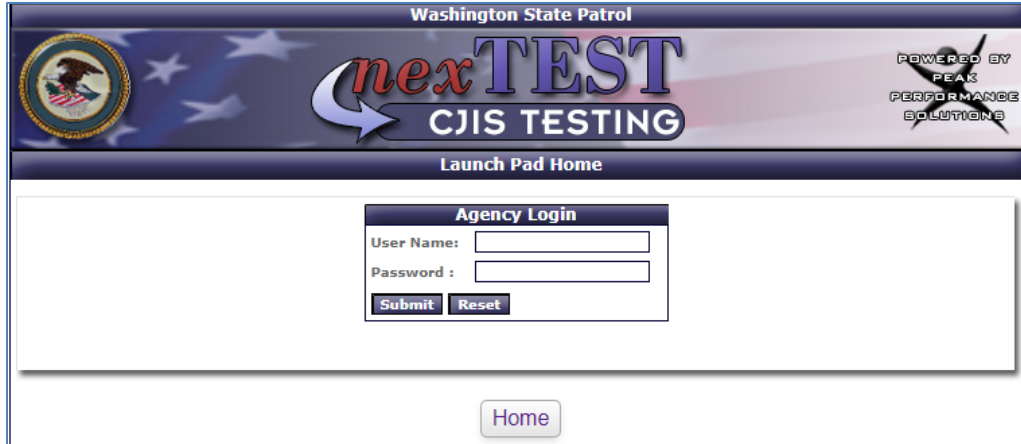 Washington State Patrol
nexTEST
CJIS TESTING
POWERED BY
PEAK
PERFORMANCE
SOLUTIONS
Launch Pad Home
Agency Login
User Name:
Password :
Submit Reset
Home